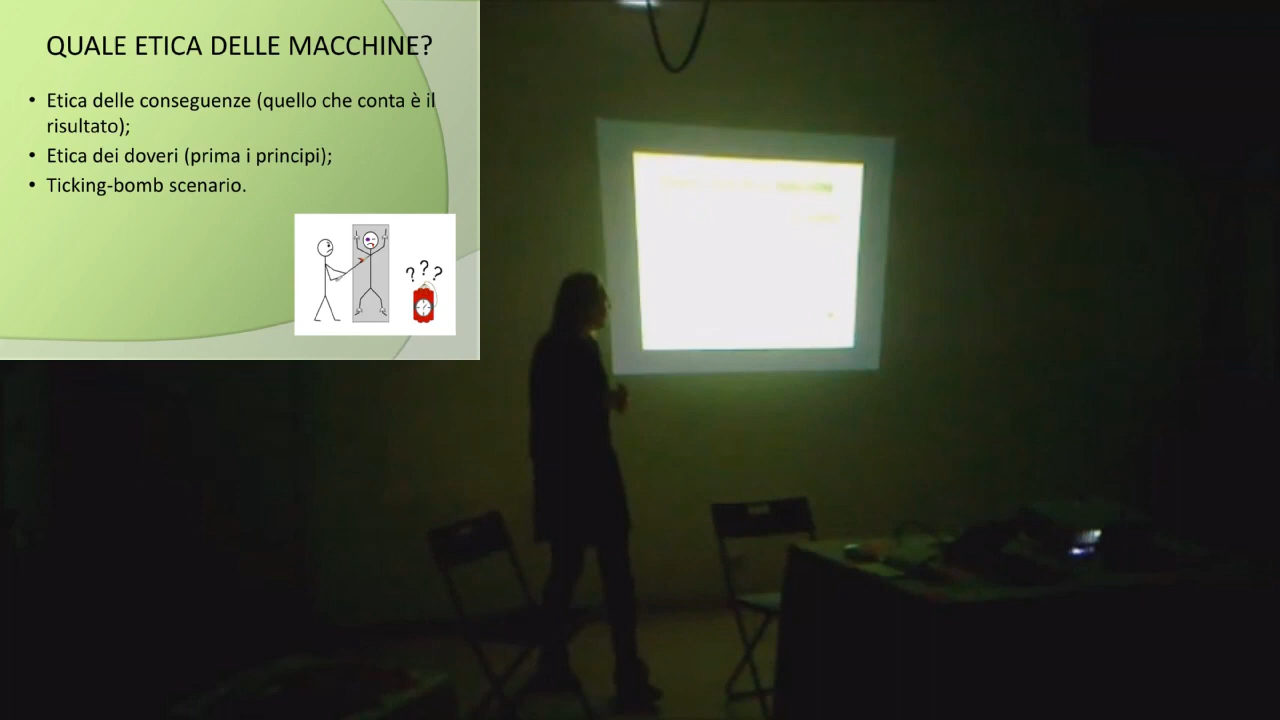 QUALE ETICA DELLE MACCHINE?
• Etica delle conseguenze (quello che conta è il
risultato);
• Etica dei doveri (prima i principi);
• Ticking-bomb scenario.
? ? ?